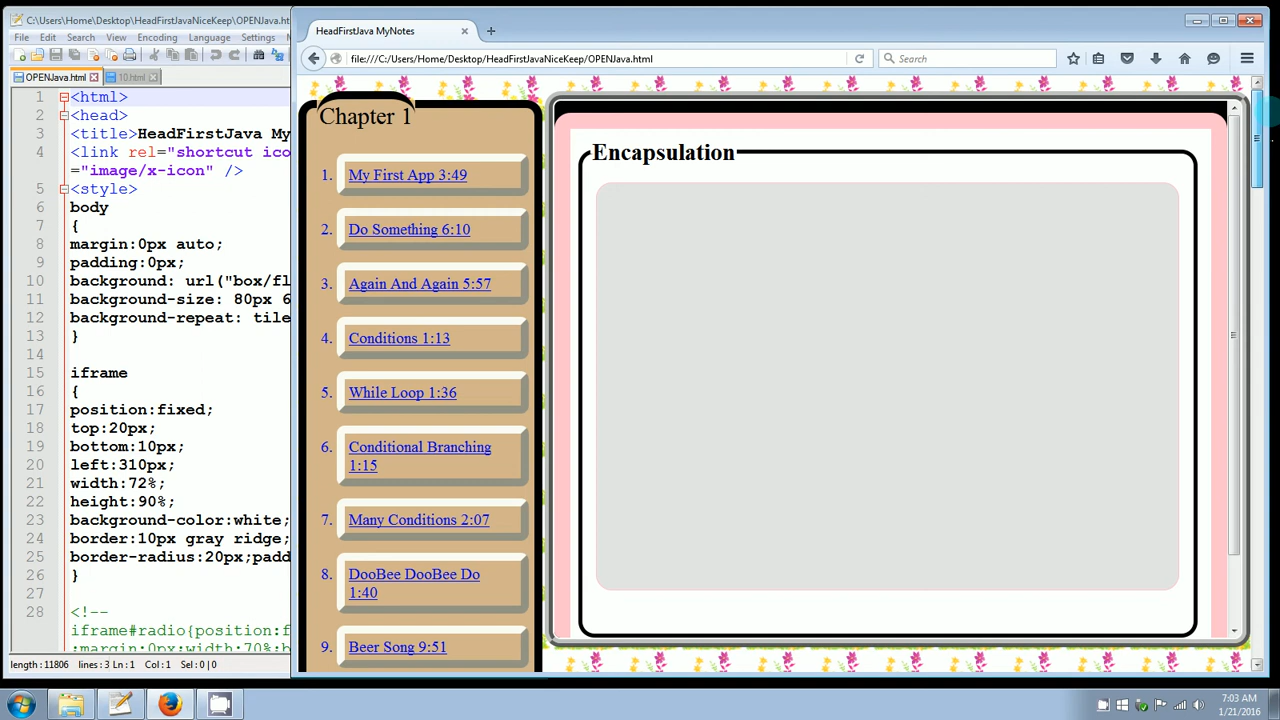 C:\Users\Home\Desktop\HeadFirstJavaNiceKeep\OPENJava.ht
File Edit Search View Encoding Language Settings
OPENJava.html
10.html
1 <html>
2 <head>
3 <title>HeadFirstJava My
4 <link rel="shortcut ico
="image/x-icon" />
5 <style>
6 body
7 {
8 margin:0px auto;
9 padding:0px;
10 background: url("box/fl
11 background-size: 80px 6
12 background-repeat: tile
13 }
14
15 iframe
16 {
17 position:fixed;
18 top:20px;
19 bottom:10px;
20 left:310px;
21 width:72%;
22 height:90%;
23 background-color:white;
24 border:10px gray ridge;
25 border-radius:20px;padd
26 }
27
28 <!--
iframe#radio{position:f
:margin:0px;width:70%;b
length : 11806 lines : 3 Ln : 1 Col : 1 Sel : 0 | 0
HeadFirstJava MyNotes
file:///C:/Users/Home/Desktop/HeadFirstJavaNiceKeep/OPENJava.html
Search
Chapter 1
1. My First App 3:49
2. Do Something 6:10
3. Again And Again 5:57
4. Conditions 1:13
5. While Loop 1:36
6. Conditional Branching
1:15
7. Many Conditions 2:07
8. DooBee DooBee Do
1:40
9. Beer Song 9:51
Encapsulation
7:03 AM
1/21/2016